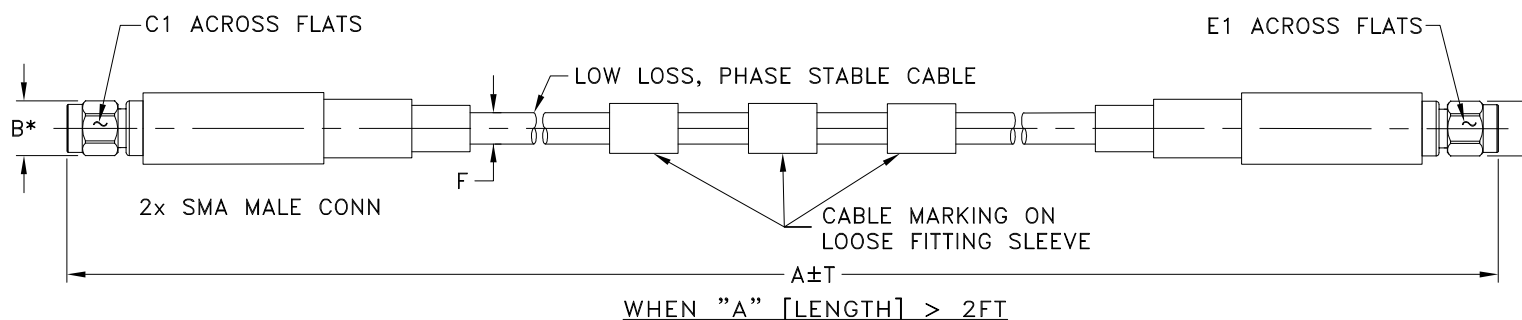 C1 ACROSS FLATS
E1 ACROSS FLATS
LOW LOSS, PHASE STABLE CABLE
B*
F
2x SMA MALE CONN
CABLE MARKING ON
LOOSE FITTING SLEEVE
A±T
WHEN "A" [LENGTH] > 2FT